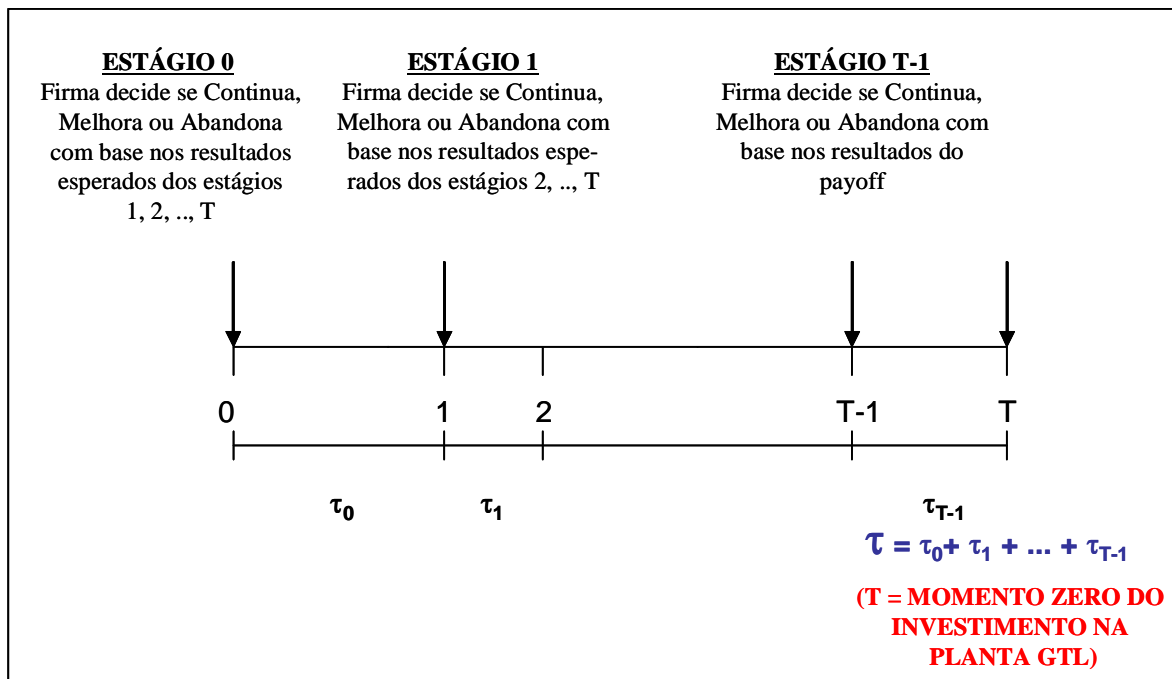 ESTÁGIO 0
Firma decide se Continua,
Melhora ou Abandona
com base nos resultados
esperados dos estágios
1, 2, .., T
ESTÁGIO 1
Firma decide se Continua,
Melhora ou Abandona com
base nos resultados espe-
rados dos estágios 2, .., T
ESTÁGIO T-1
Firma decide se Continua,
Melhora ou Abandona com
base nos resultados do
payoff
0 1 2 T-1 T
τ0 τ1 τT-1
τ = τ0+ τ1 + ... + τT-1
(T = MOMENTO ZERO DO
INVESTIMENTO NA
PLANTA GTL)